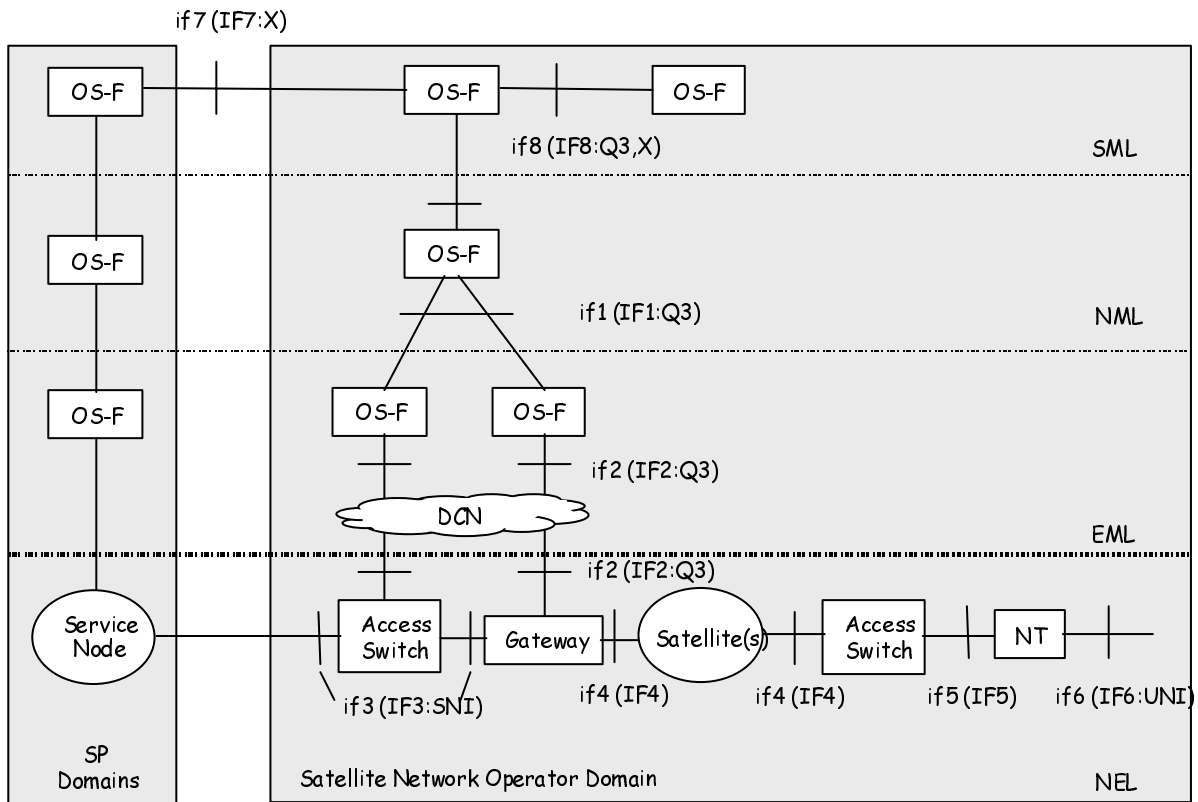 if7 (IF7:X)
OS-F
OS-F
OS-F
if8 (IF8:Q3,X)
SML
OS-F
OS-F
if1 (IF1:Q3)
NML
OS-F
OS-F
OS-F
if2 (IF2:Q3)
DCN
EML
if2 (IF2:Q3)
Service
Node
Access
Switch
Gateway
Satellite(s)
Access
Switch
NT
if3 (IF3:SNI)
if4 (IF4)
if4 (IF4)
if5 (IF5)
if6 (IF6:UNI)
SP
Domains
Satellite Network Operator Domain
NEL